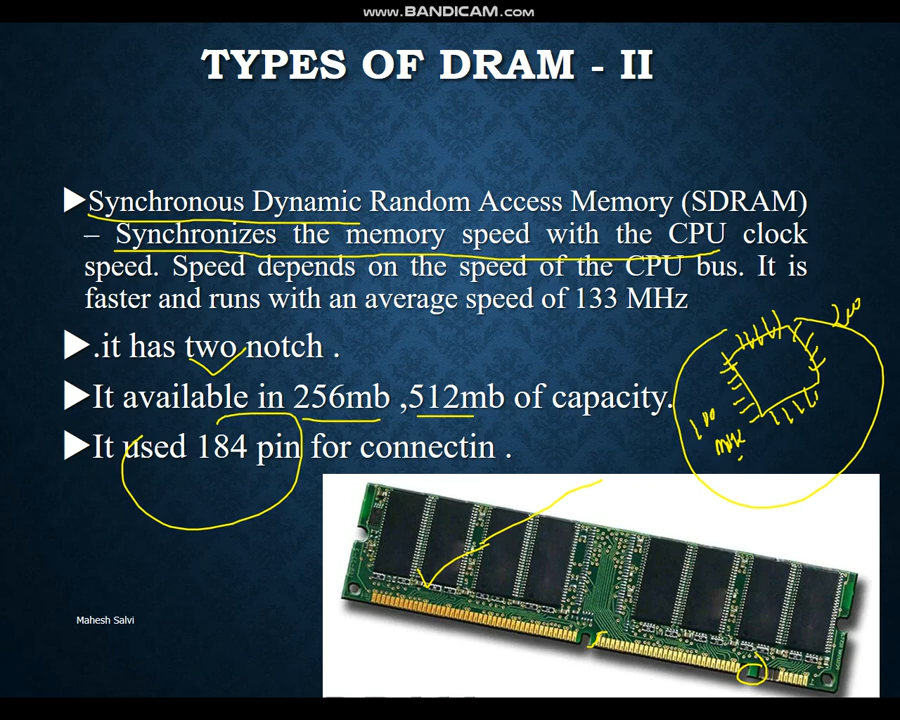 WWW.BANDICAM.COM
TYPES OF DRAM - II
▶Synchronous Dynamic Random Access Memory (SDRAM)
– Synchronizes the memory speed with the CPU clock
speed. Speed depends on the speed of the CPU bus. It is
faster and runs with an average speed of 133 MHz
▶.it has two notch .
▶It available in 256mb ,512mb of capacity.
▶It used 184 pin for connectin .
200
100
Mahesh Salvi